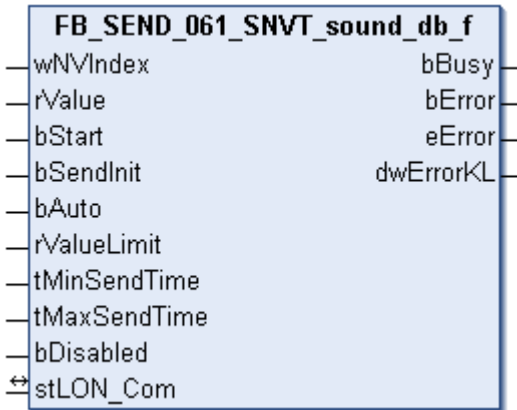 FB_SEND_061_SNVT_sound_db_f
wNVIndex bBusy
rValue bError
bStart eError
bSendInit dwErrorKL
bAuto
rValueLimit
tMinSendTime
tMaxSendTime
bDisabled
stLON_Com